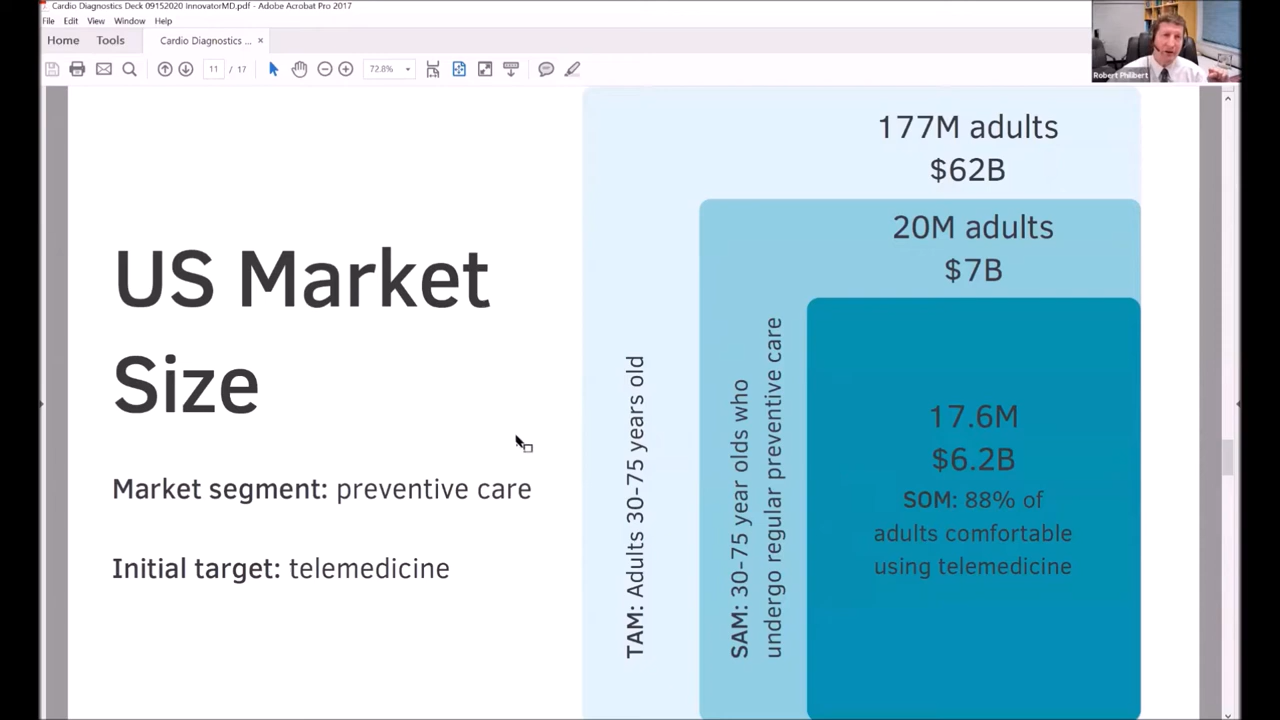 Cardio Diagnostics Deck 09152020 InnovatorMD.pdf - Adobe Acrobat Pro 2017
File Edit View Window Help
Home Tools Cardio Diagnostics ... ×
11 / 17 72.8%
Robert Philibert
US Market
Size
Market segment: preventive care
Initial target: telemedicine
TAM: Adults 30-75 years old
177M adults
$62B
SAM: 30-75 year olds who
undergo regular preventive care
20M adults
$7B
17.6M
$6.2B
SOM: 88% of
adults comfortable
using telemedicine